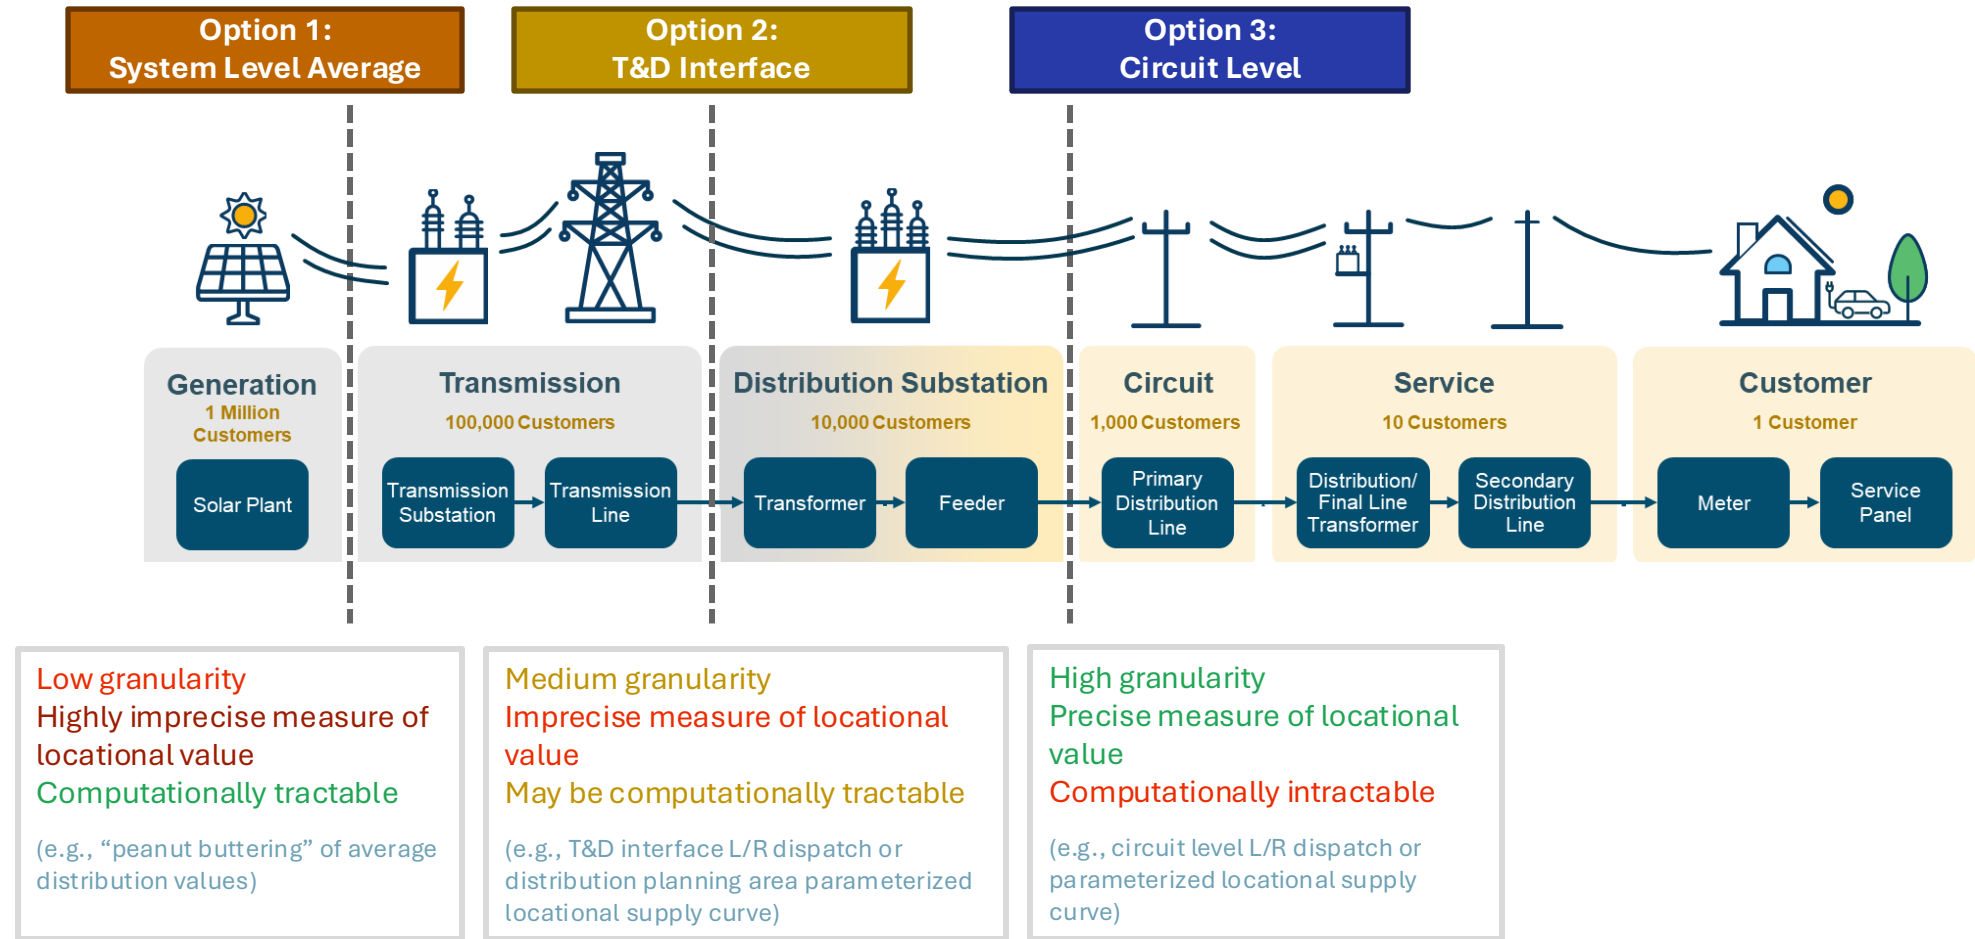 Option 1:
System Level Average
Option 2:
T&D Interface
Option 3:
Circuit Level
Generation
1 Million
Customers
Solar Plant
Transmission
100,000 Customers
Transmission
Substation
Transmission
Line
Distribution Substation
10,000 Customers
Transformer
Feeder
Circuit
1,000 Customers
Primary
Distribution
Line
Service
10 Customers
Distribution/
Final Line
Transformer
Secondary
Distribution
Line
Customer
1 Customer
Meter
Service
Panel
Low granularity
Highly imprecise measure of
locational value
Computationally tractable
(e.g., “peanut buttering” of average
distribution values)
Medium granularity
Imprecise measure of locational
value
May be computationally tractable
(e.g., T&D interface L/R dispatch or
distribution planning area parameterized
locational supply curve)
High granularity
Precise measure of locational
value
Computationally intractable
(e.g., circuit level L/R dispatch or
parameterized locational supply
curve)